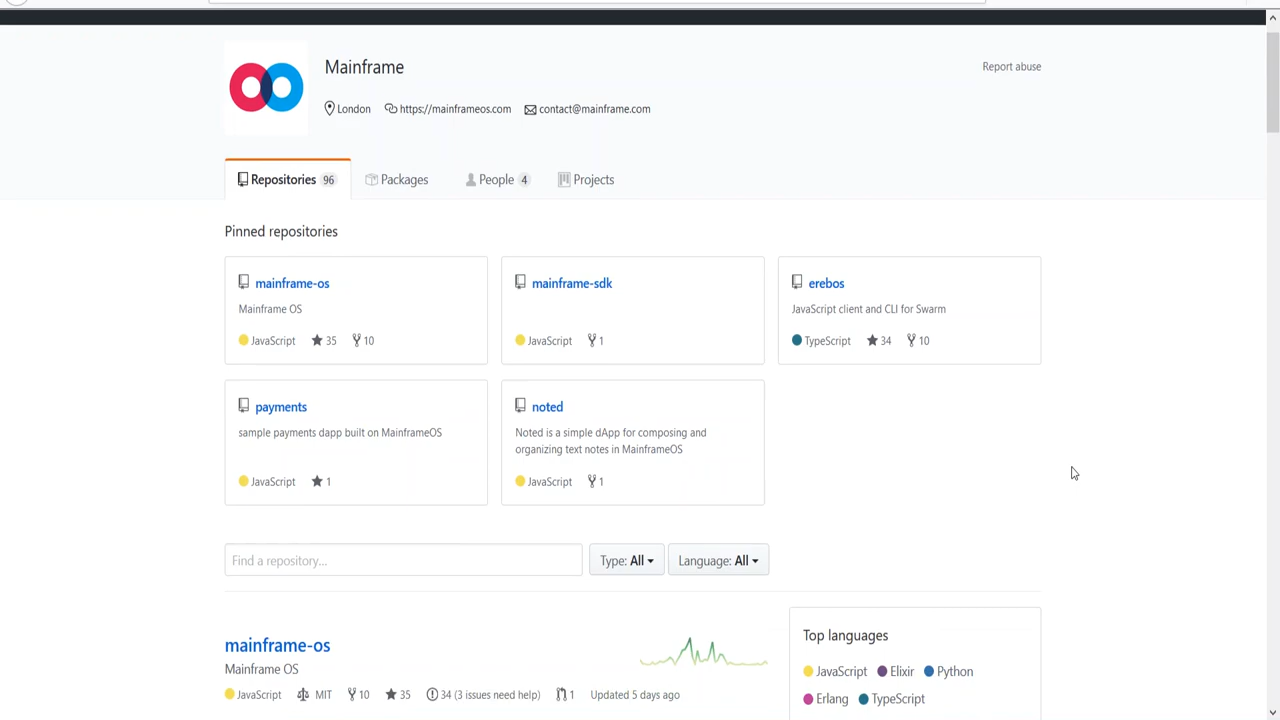 Mainframe
Report abuse
London https://mainframeos.com contact@mainframe.com
Repositories 96 Packages People 4 Projects
Pinned repositories
mainframe-os
Mainframe OS
JavaScript 35 10
mainframe-sdk
JavaScript 1
erebos
JavaScript client and CLI for Swarm
TypeScript 34 10
payments
sample payments dapp built on MainframeOS
JavaScript 1
noted
Noted is a simple dApp for composing and
organizing text notes in MainframeOS
JavaScript 1
Find a repository...
Type: All Language: All
mainframe-os
Mainframe OS
JavaScript MIT 10 35 34 (3 issues need help) 1 Updated 5 days ago
Top languages
JavaScript Elixir Python
Erlang TypeScript